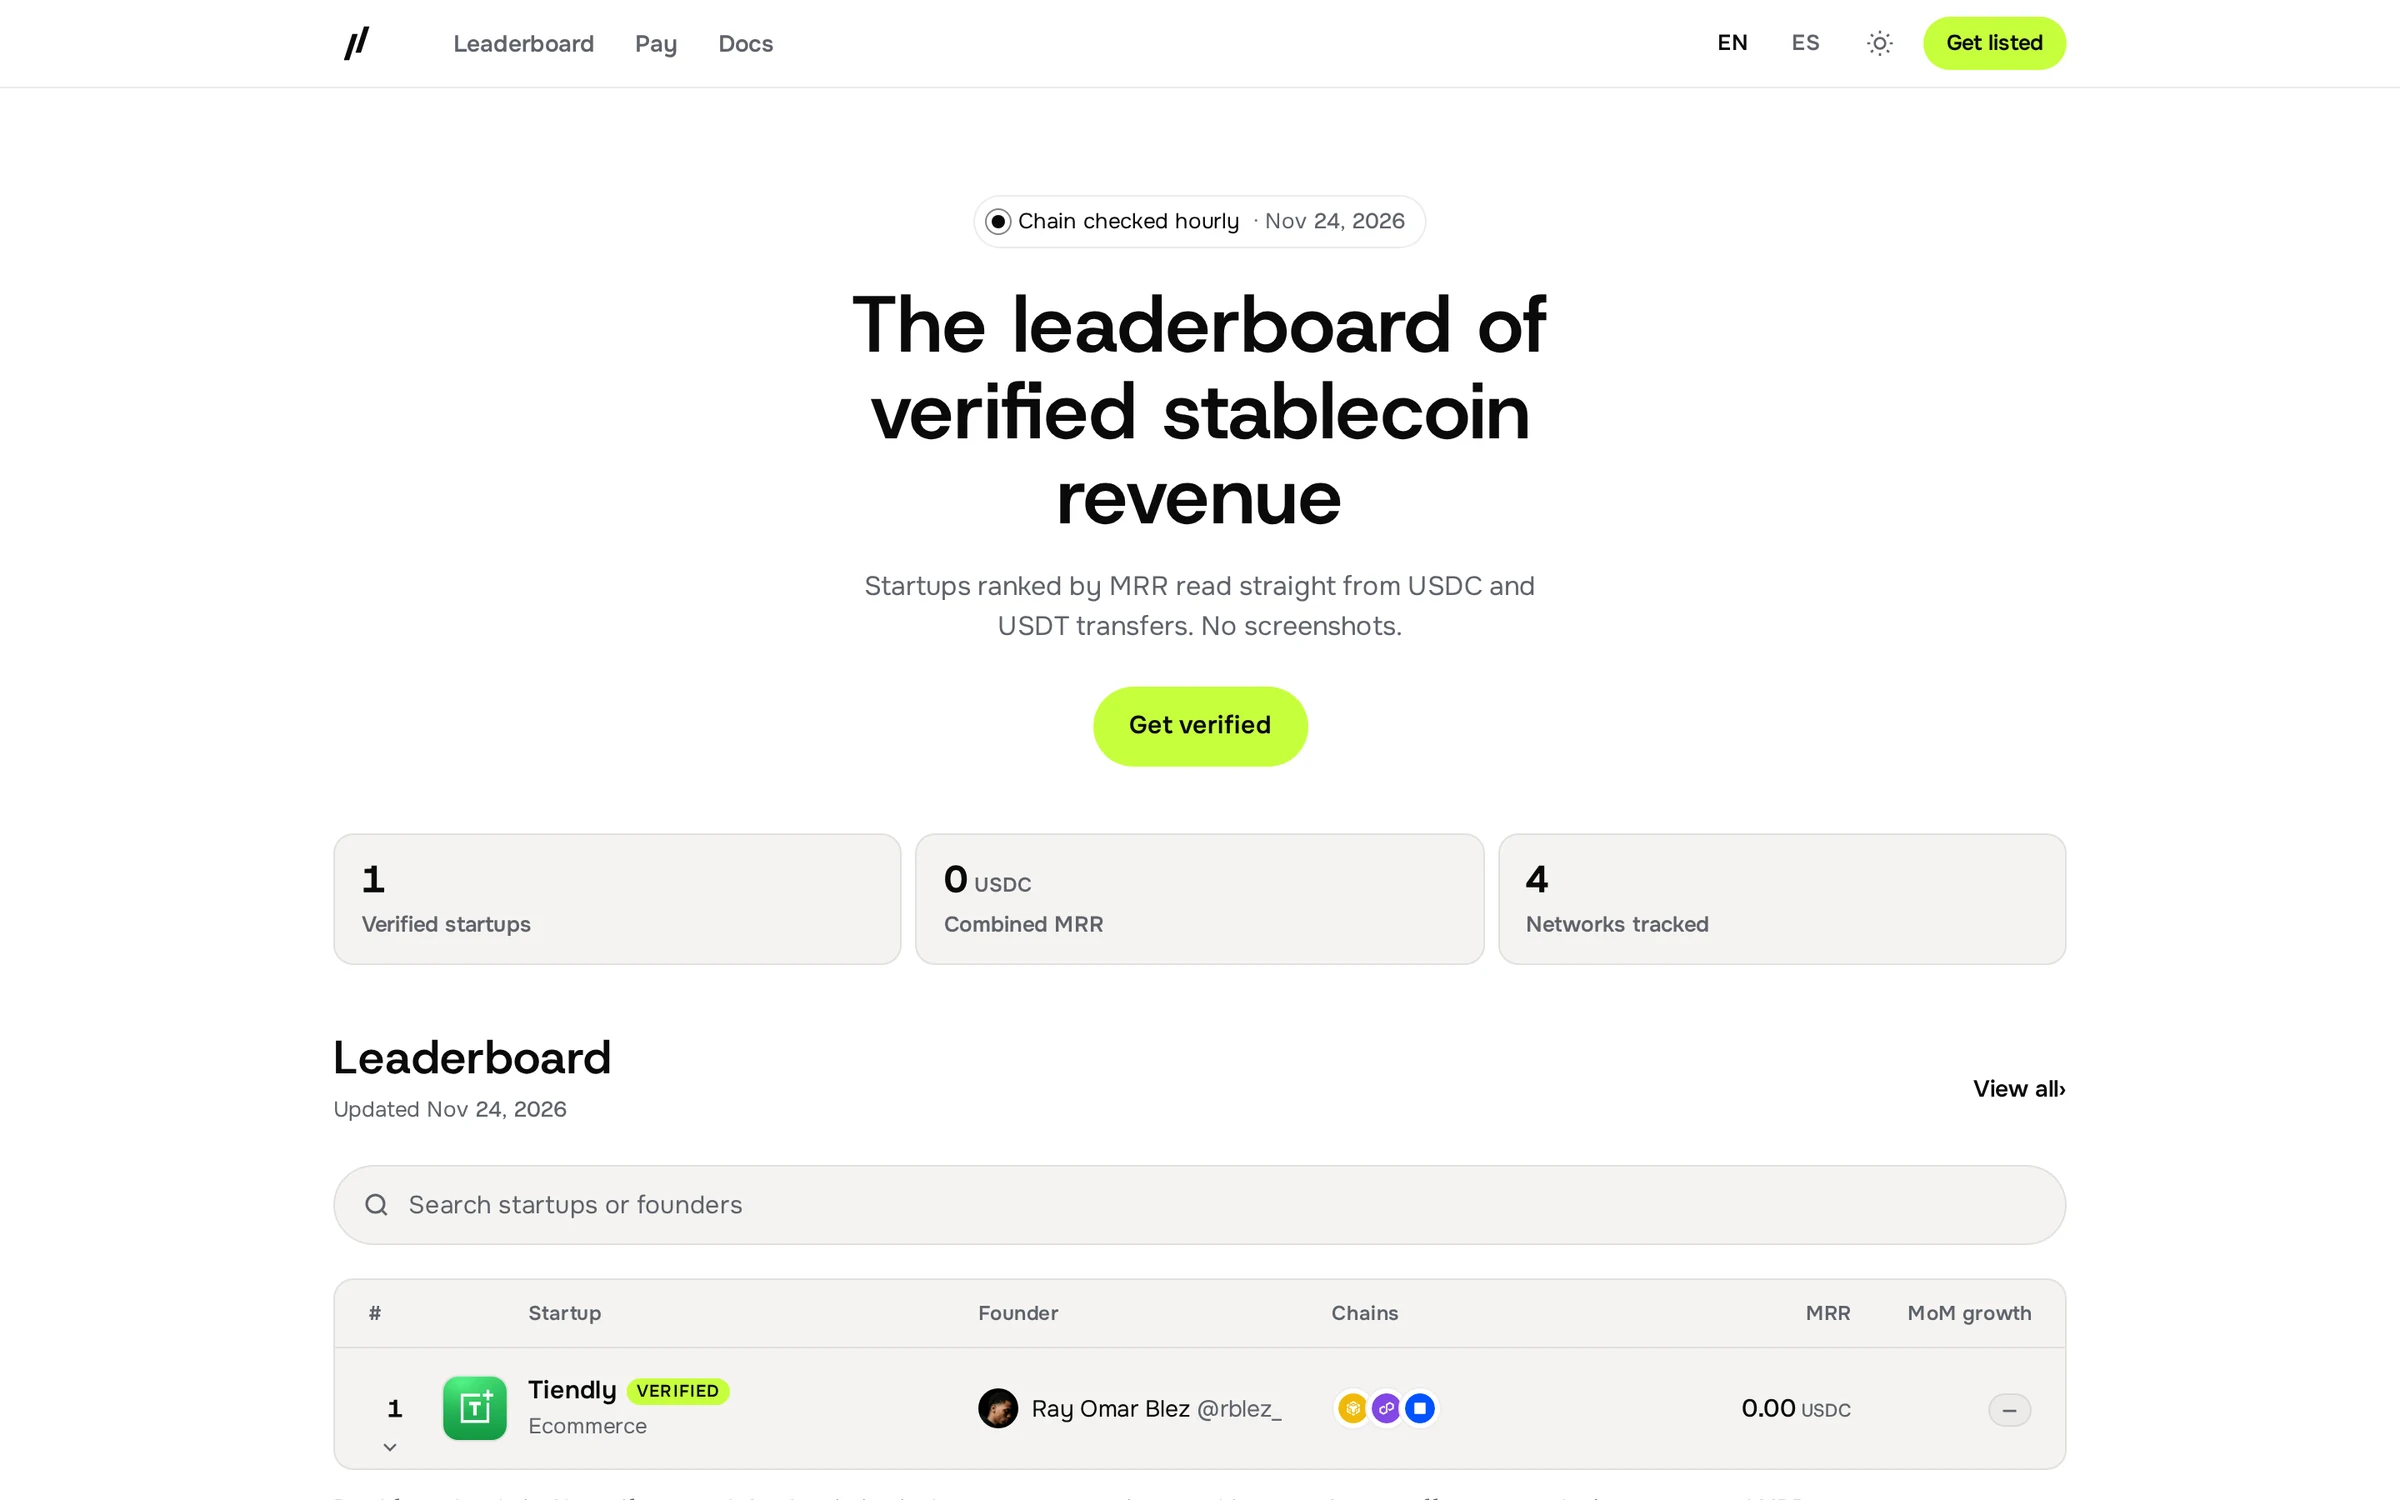 Leaderboard Pay Docs EN ES Get listed
Chain checked hourly · Nov 24, 2026
The leaderboard of
verified stablecoin
revenue
Startups ranked by MRR read straight from USDC and
USDT transfers. No screenshots.
Get verified
1
Verified startups
0 USDC
Combined MRR
4
Networks tracked
Leaderboard
Updated Nov 24, 2026
View all›
Search startups or founders
# Startup Founder Chains MRR MoM growth
1 Tiendly VERIFIED
Ecommerce
Ray Omar Blez @rblez_
0.00 USDC –